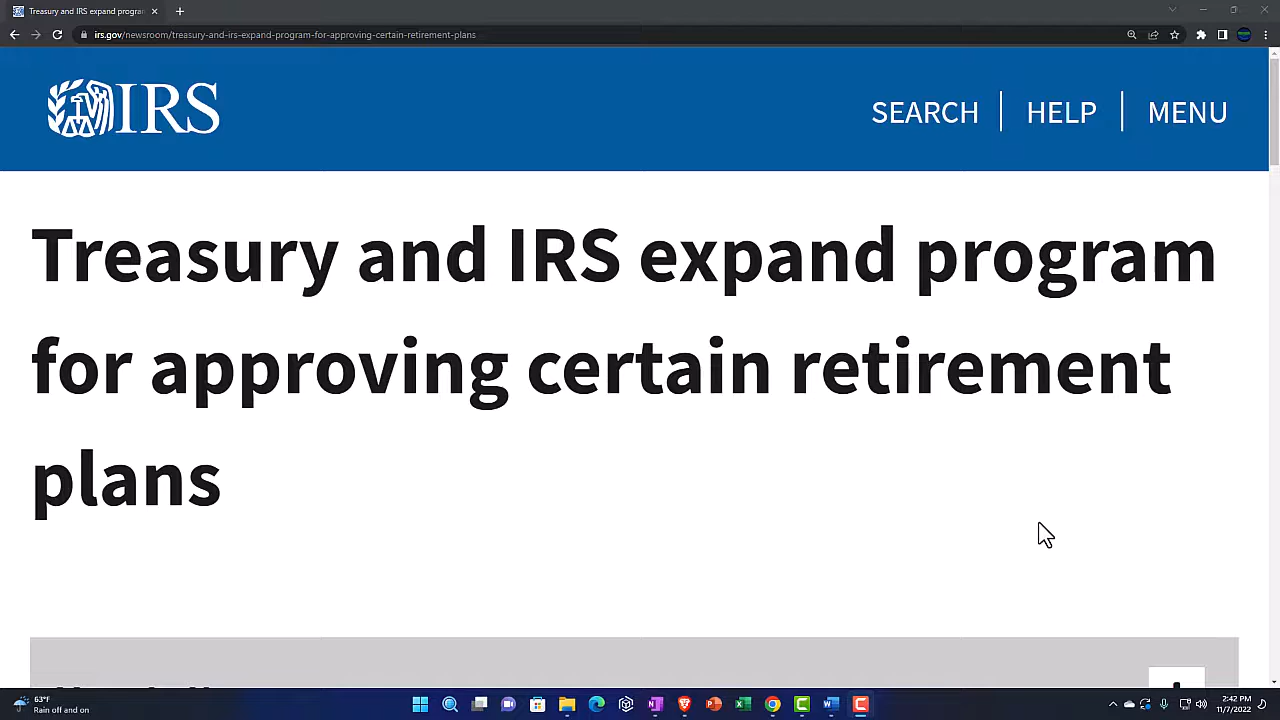 Treasury and IRS expand progra
irs.gov/newsroom/treasury-and-irs-expand-program-for-approving-certain-retirement-plans
IRS
SEARCH
HELP
MENU
Treasury and IRS expand program
for approving certain retirement
plans
63°F
Rain off and on
2:42 PM
11/7/2022